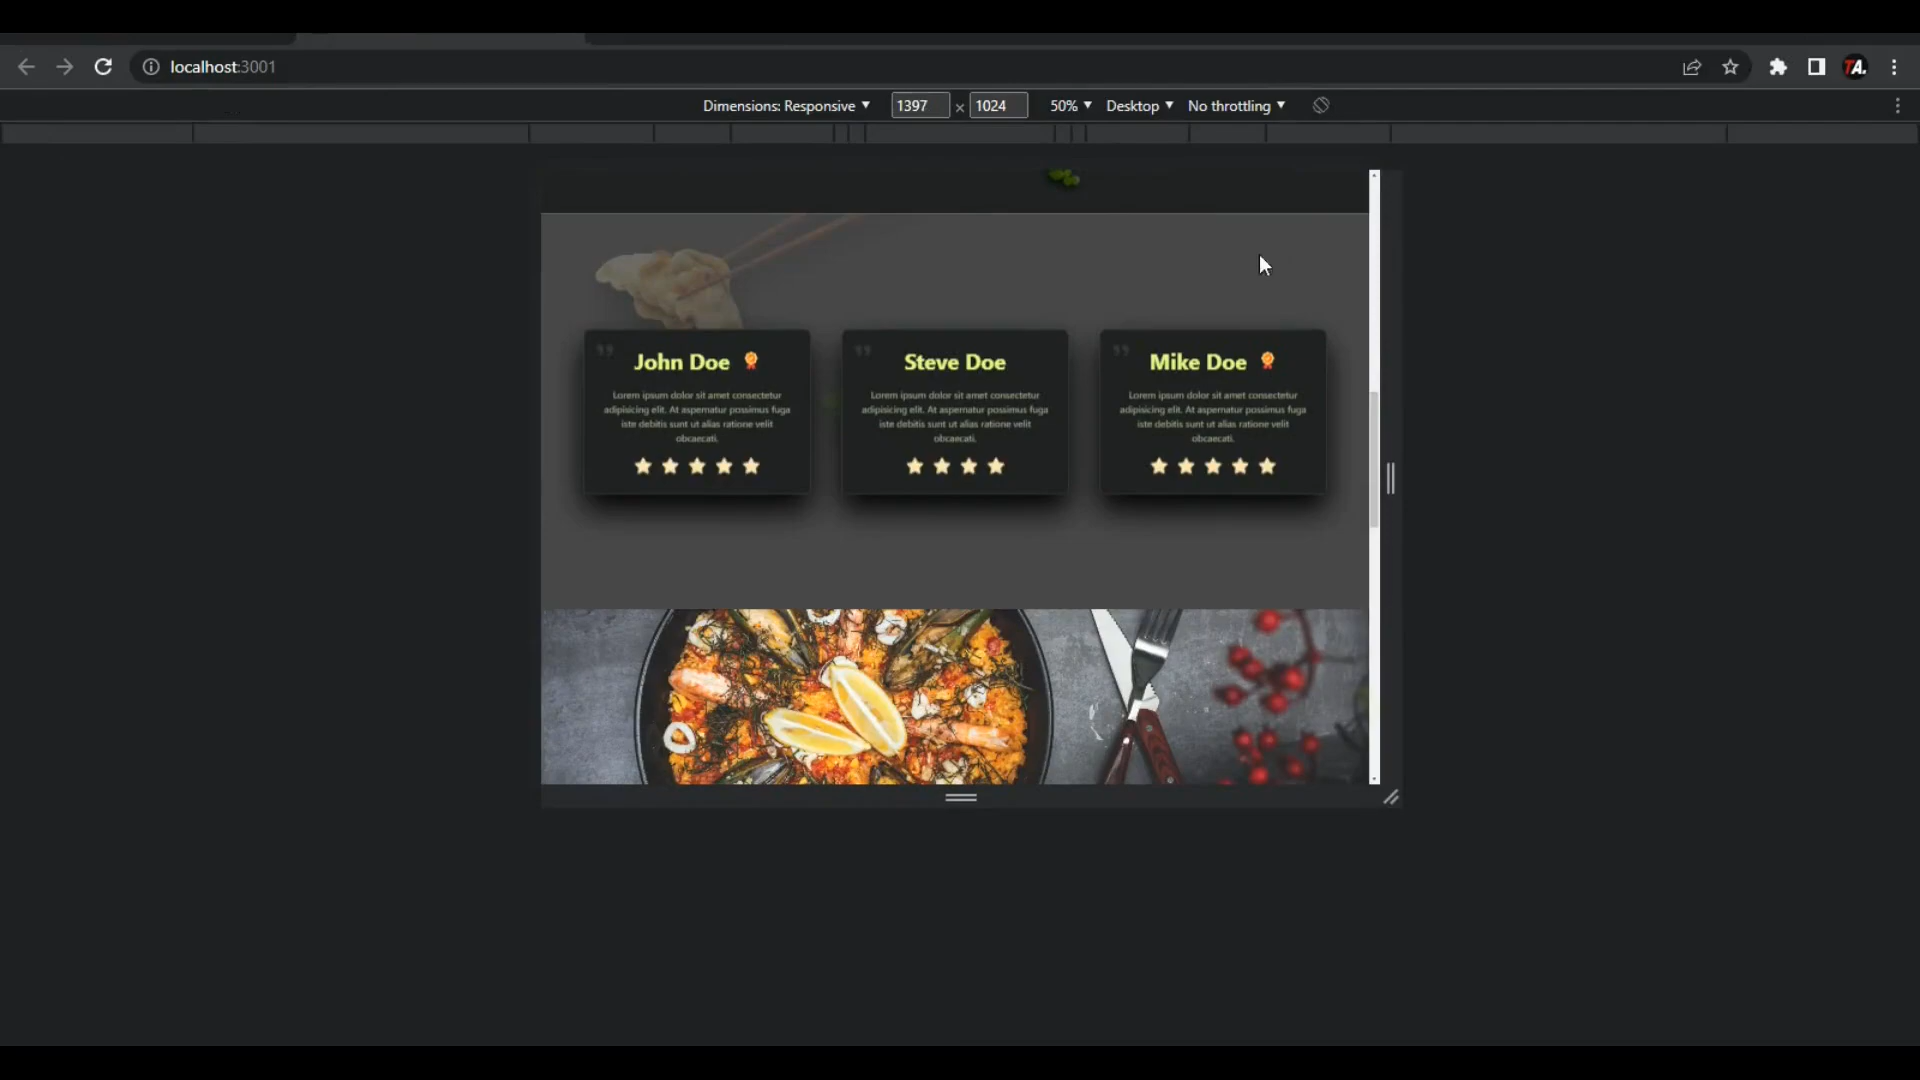 localhost:3001
TA.
Dimensions: Responsive 1397 × 1024 50% Desktop No throttling
John Doe
Lorem ipsum dolor sit amet consectetur
adipisicing elit. At aspernatur possimus fuga
iste debitis sunt ut alias ratione velit
obcaecati.
Steve Doe
Lorem ipsum dolor sit amet consectetur
adipisicing elit. At aspernatur possimus fuga
iste debitis sunt ut alias ratione velit
obcaecati.
Mike Doe
Lorem ipsum dolor sit amet consectetur
adipisicing elit. At aspernatur possimus fuga
iste debitis sunt ut alias ratione velit
obcaecati.